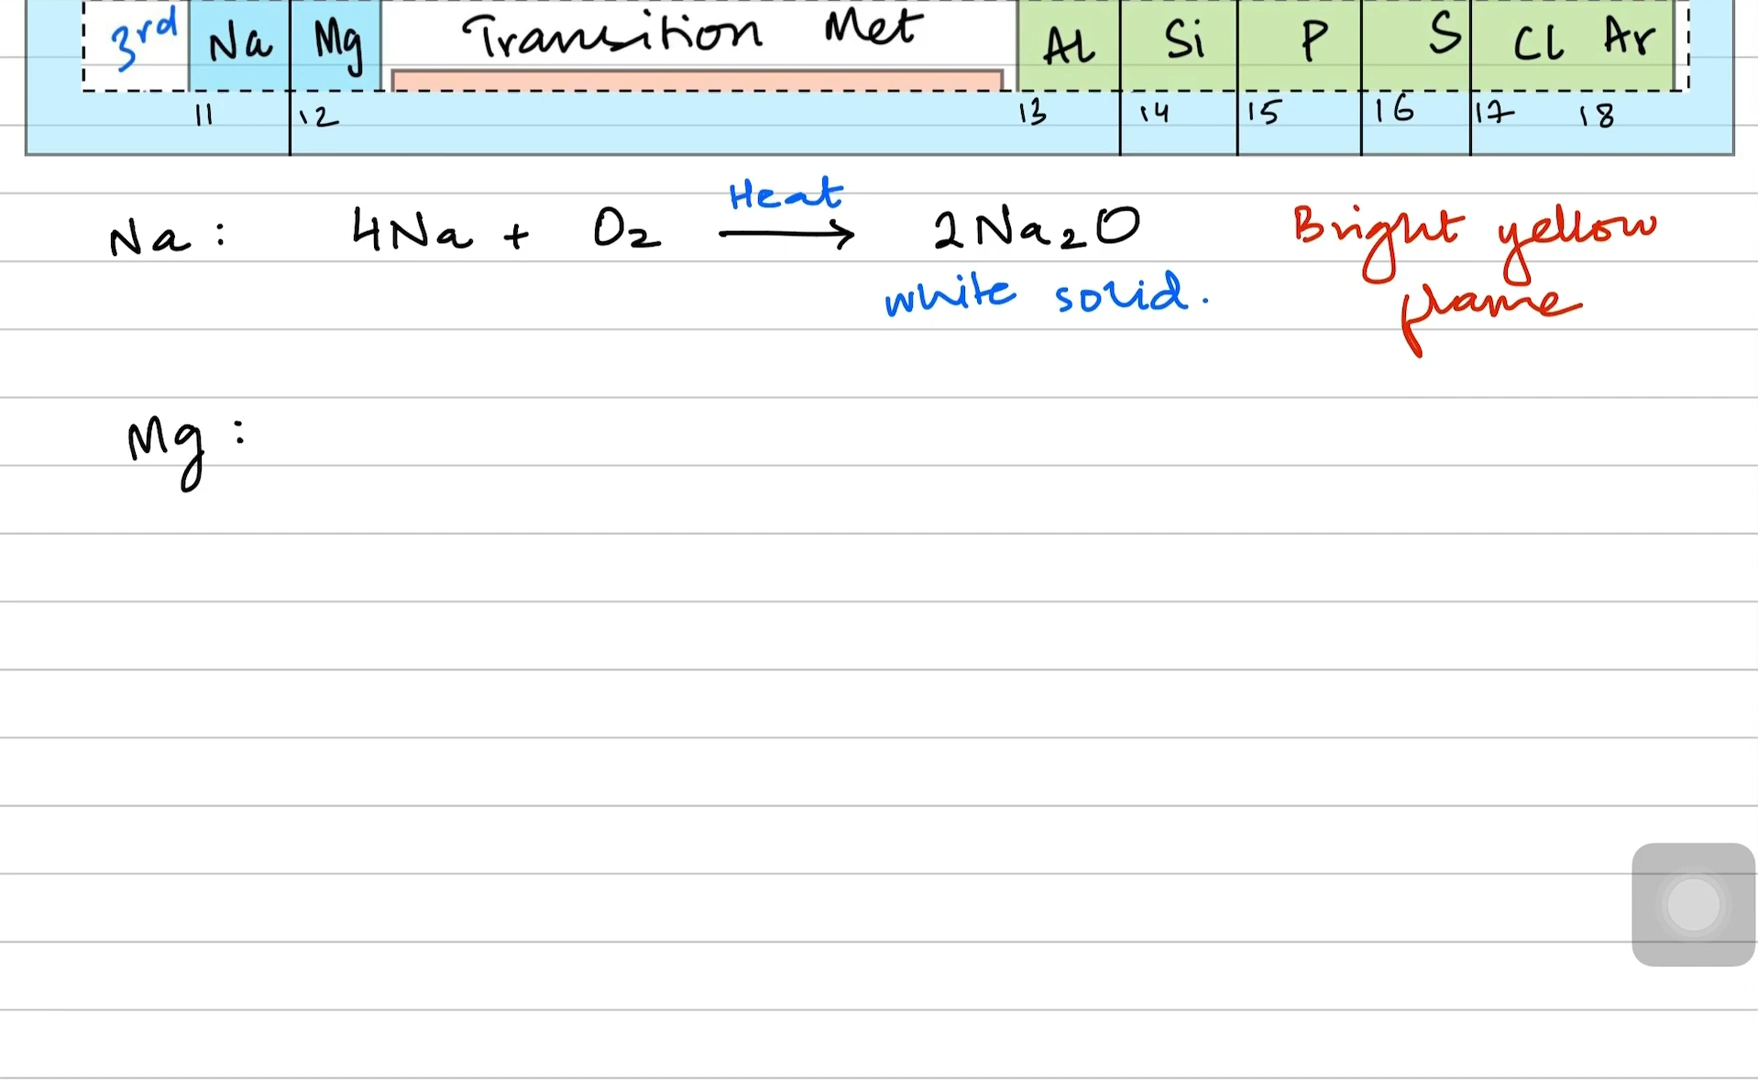 3rd Na Mg Transition Met Al Si P S Cl Ar
11 12 13 14 15 16 17 18
Heat
Na : 4Na + O₂ → 2Na₂O Bright yellow
white solid. flame
Mg :